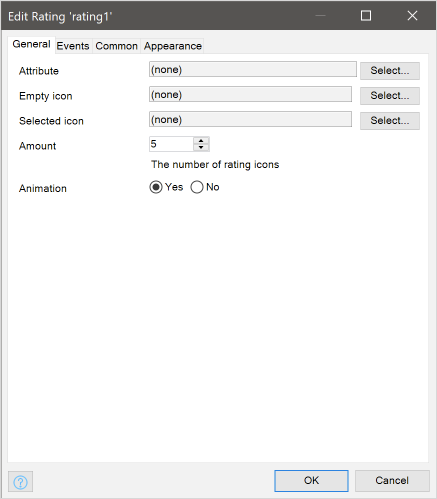 Edit Rating 'rating1'
General Events Common Appearance
Attribute (none) Select...
Empty icon (none) Select...
Selected icon (none) Select...
Amount 5
The number of rating icons
Animation Yes No
? OK Cancel